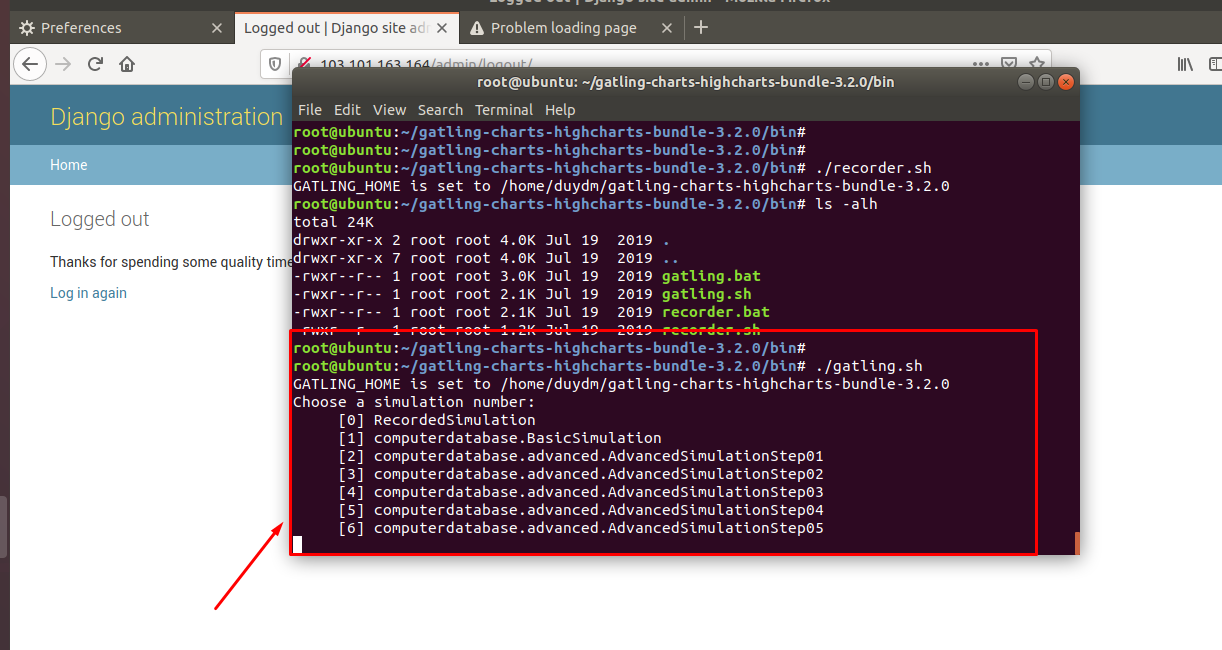 Logged out | Django site admin - Mozilla Firefox
Preferences
Logged out | Django site adm
Problem loading page
103.101.163.164/admin/logout/
Django administration
Home
Logged out
Thanks for spending some quality time
Log in again
root@ubuntu: ~/gatling-charts-highcharts-bundle-3.2.0/bin
File Edit View Search Terminal Help
root@ubuntu:~/gatling-charts-highcharts-bundle-3.2.0/bin#
root@ubuntu:~/gatling-charts-highcharts-bundle-3.2.0/bin#
root@ubuntu:~/gatling-charts-highcharts-bundle-3.2.0/bin# ./recorder.sh
GATLING_HOME is set to /home/duydm/gatling-charts-highcharts-bundle-3.2.0
root@ubuntu:~/gatling-charts-highcharts-bundle-3.2.0/bin# ls -alh
total 24K
drwxr-xr-x 2 root root 4.0K Jul 19  2019 .
drwxr-xr-x 7 root root 4.0K Jul 19  2019 ..
-rwxr--r-- 1 root root 3.0K Jul 19  2019 gatling.bat
-rwxr--r-- 1 root root 2.1K Jul 19  2019 gatling.sh
-rwxr--r-- 1 root root 2.1K Jul 19  2019 recorder.bat
-rwxr--r-- 1 root root 1.2K Jul 19  2019 recorder.sh
root@ubuntu:~/gatling-charts-highcharts-bundle-3.2.0/bin#
root@ubuntu:~/gatling-charts-highcharts-bundle-3.2.0/bin# ./gatling.sh
GATLING_HOME is set to /home/duydm/gatling-charts-highcharts-bundle-3.2.0
Choose a simulation number:
[0] RecordedSimulation
[1] computerdatabase.BasicSimulation
[2] computerdatabase.advanced.AdvancedSimulationStep01
[3] computerdatabase.advanced.AdvancedSimulationStep02
[4] computerdatabase.advanced.AdvancedSimulationStep03
[5] computerdatabase.advanced.AdvancedSimulationStep04
[6] computerdatabase.advanced.AdvancedSimulationStep05